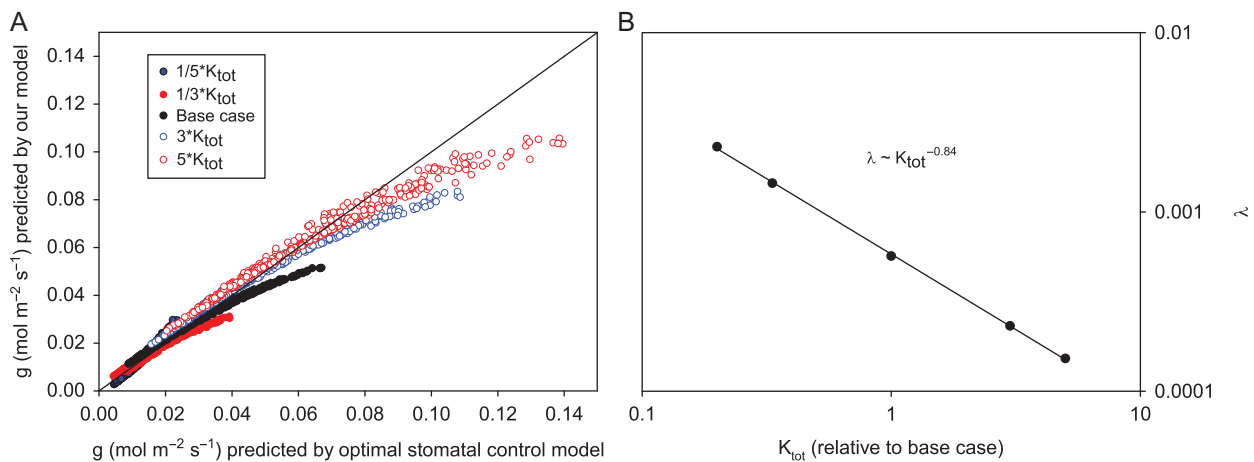 A
g (mol m⁻² s⁻¹) predicted by our model
0.14
0.12
0.10
0.08
0.06
0.04
0.02
0.00
1/5*Ktot
1/3*Ktot
Base case
3*Ktot
5*Ktot
0.00 0.02 0.04 0.06 0.08 0.10 0.12 0.14
g (mol m⁻² s⁻¹) predicted by optimal stomatal control model
B
λ ~ Ktot⁻⁰·⁸⁴
0.01
0.001
0.0001
λ
0.1 1 10
Ktot (relative to base case)